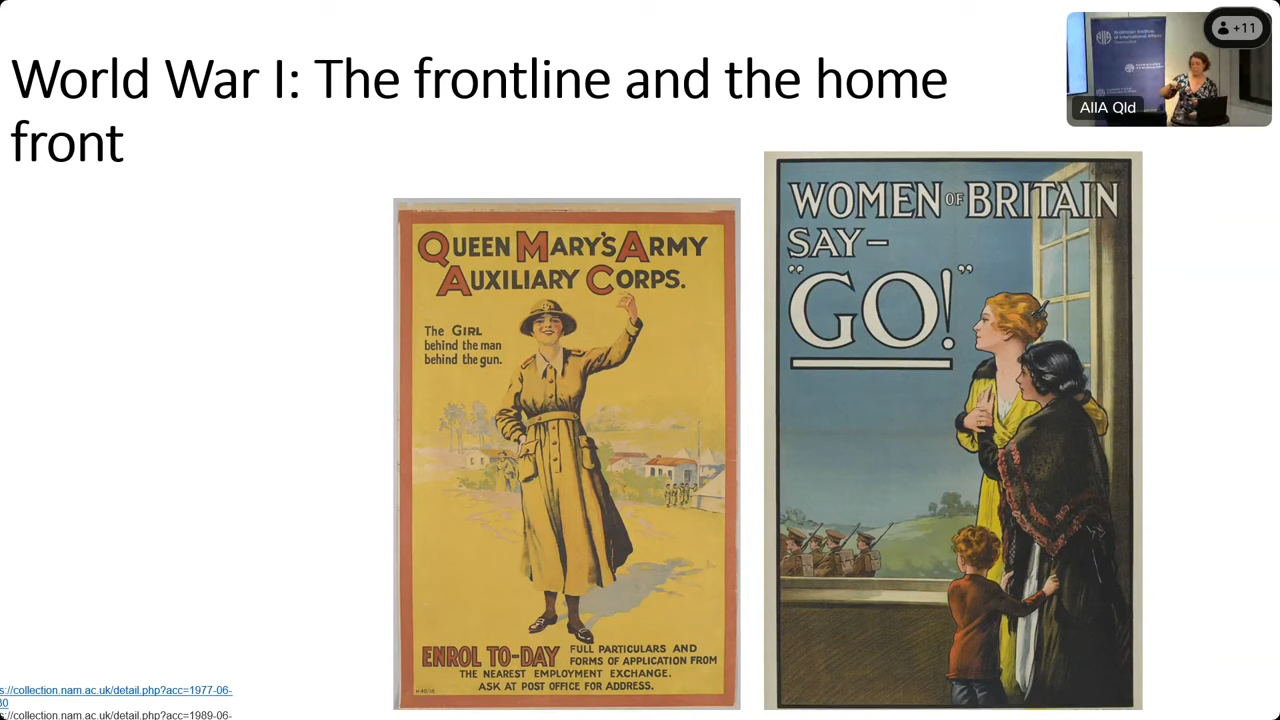 World War I: The frontline and the home
front
+11
AIIA Qld
QUEEN MARY'S ARMY
AUXILIARY CORPS.
The GIRL
behind the man
behind the gun.
ENROL TO-DAY
FULL PARTICULARS AND
FORMS OF APPLICATION FROM
THE NEAREST EMPLOYMENT EXCHANGE.
ASK AT POST OFFICE FOR ADDRESS.
WOMEN OF BRITAIN
SAY –
"GO!"
s://collection.nam.ac.uk/detail.php?acc=1977-06-
80
s://collection.nam.ac.uk/detail.php?acc=1989-06-